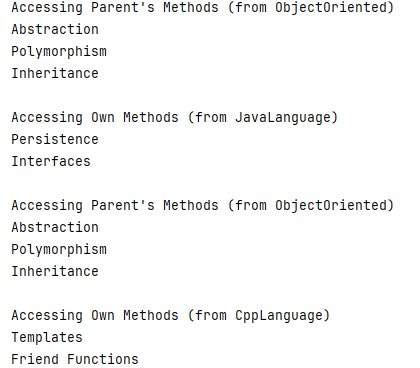 Accessing Parent's Methods (from ObjectOriented)
Abstraction
Polymorphism
Inheritance
Accessing Own Methods (from JavaLanguage)
Persistence
Interfaces
Accessing Parent's Methods (from ObjectOriented)
Abstraction
Polymorphism
Inheritance
Accessing Own Methods (from CppLanguage)
Templates
Friend Functions